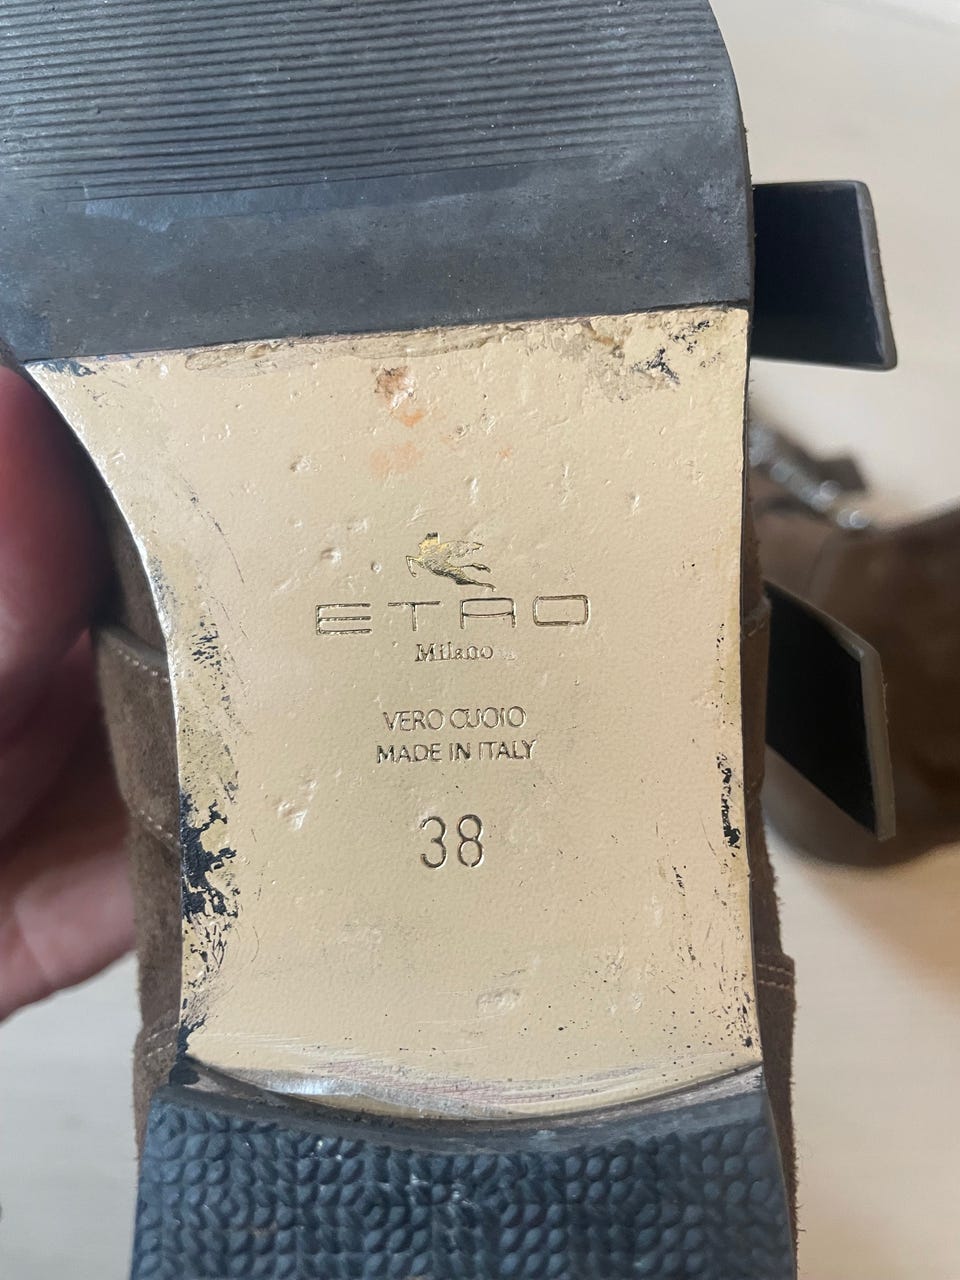 ETRO
Milano
VERO CUOIO
MADE IN ITALY
38